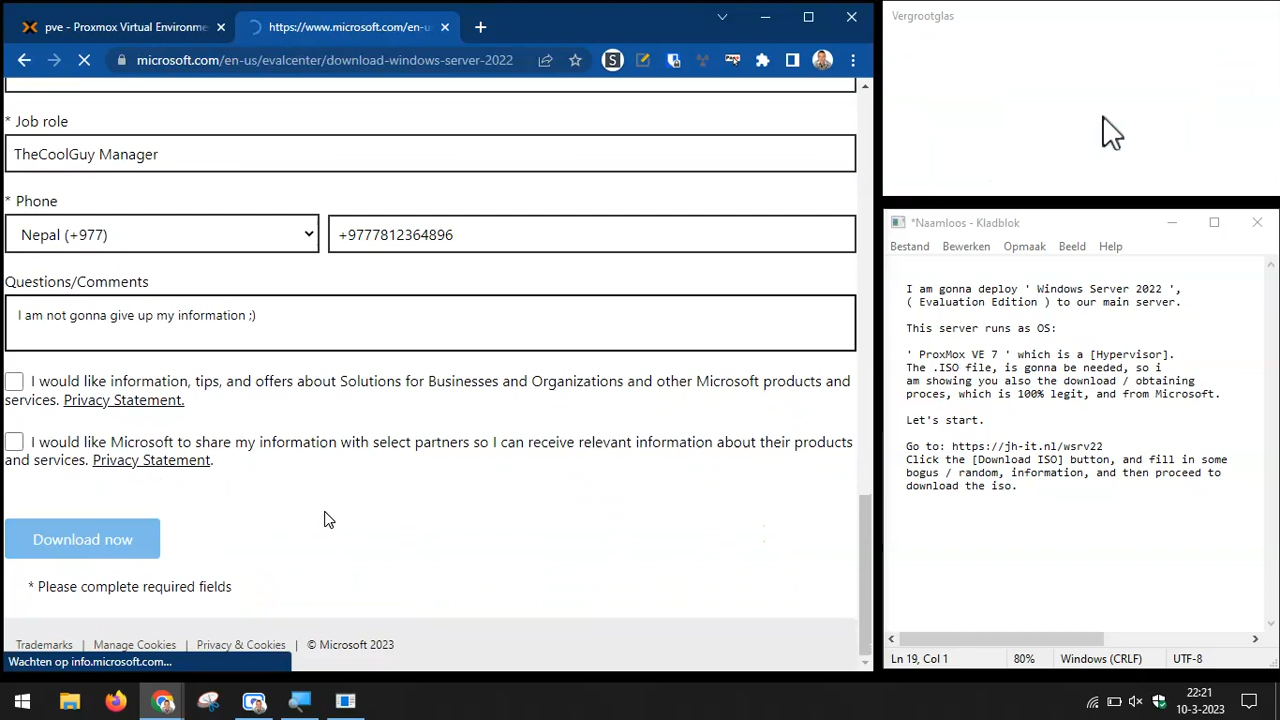 pve - Proxmox Virtual Environme
https://www.microsoft.com/en-u
microsoft.com/en-us/evalcenter/download-windows-server-2022
* Job role
TheCoolGuy Manager
* Phone
Nepal (+977)
+9777812364896
Questions/Comments
I am not gonna give up my information ;)
I would like information, tips, and offers about Solutions for Businesses and Organizations and other Microsoft products and
services. Privacy Statement.
I would like Microsoft to share my information with select partners so I can receive relevant information about their products
and services. Privacy Statement.
Download now
* Please complete required fields
Trademarks | Manage Cookies | Privacy & Cookies | © Microsoft 2023
Wachten op info.microsoft.com...
Vergrootglas
*Naamloos - Kladblok
Bestand Bewerken Opmaak Beeld Help
I am gonna deploy ' Windows Server 2022 ',
( Evaluation Edition ) to our main server.
This server runs as OS:
' ProxMox VE 7 ' which is a [Hypervisor].
The .ISO file, is gonna be needed, so i
am showing you also the download / obtaining
proces, which is 100% legit, and from Microsoft.
Let's start.
Go to: https://jh-it.nl/wsrv22
Click the [Download ISO] button, and fill in some
bogus / random, information, and then proceed to
download the iso.
Ln 19, Col 1 80% Windows (CRLF) UTF-8
22:21
10-3-2023